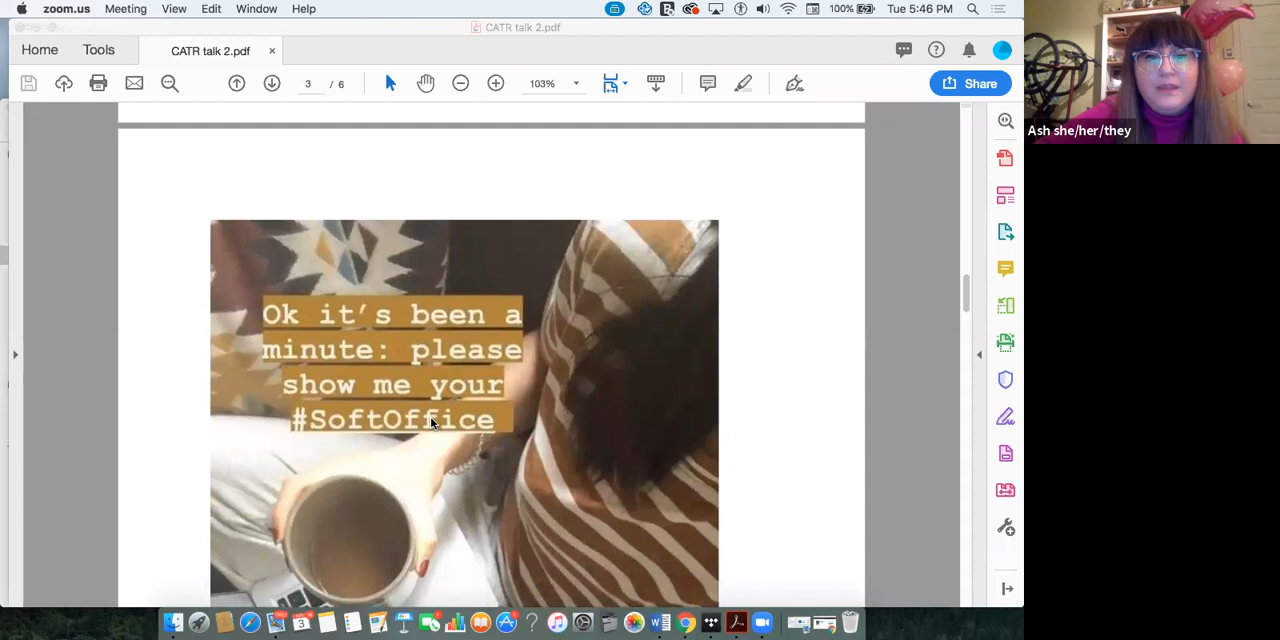 zoom.us Meeting View Edit Window Help
100% Tue 5:46 PM
CATR talk 2.pdf
Home Tools CATR talk 2.pdf ×
3 / 6
103%
Share
Ash she/her/they
Ok it's been a
minute: please
show me your
#SoftOffice